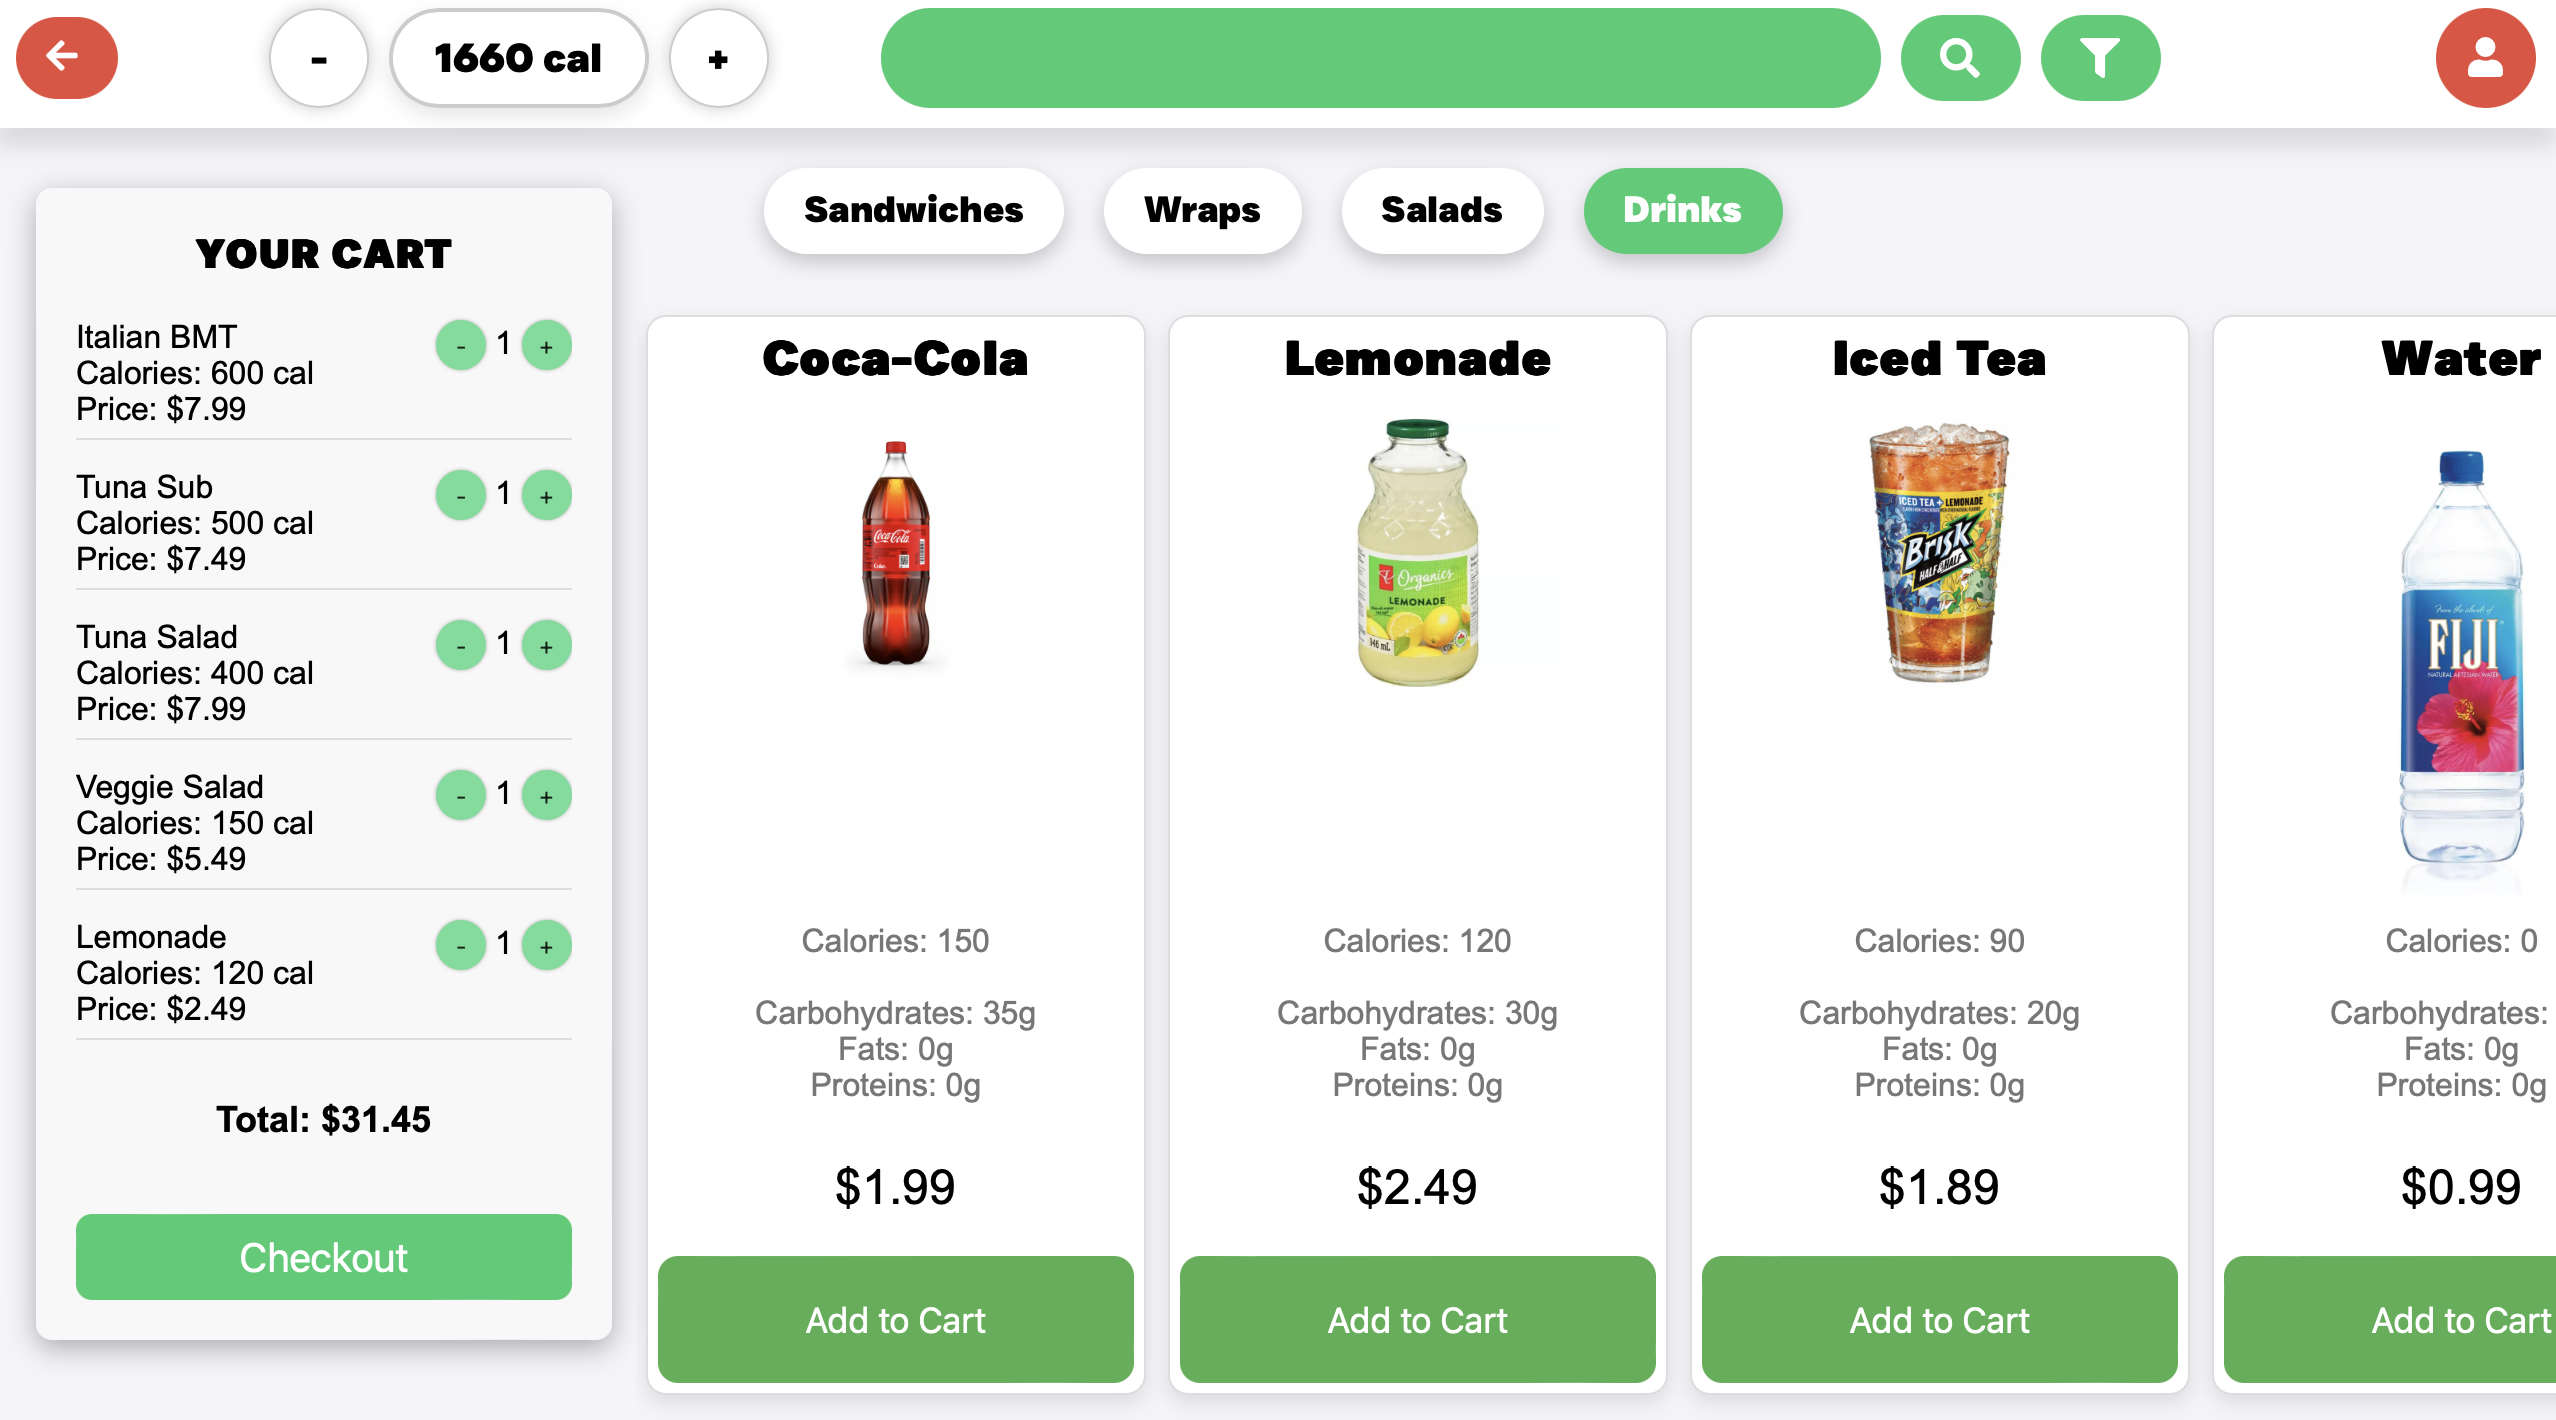 -
1660 cal
+
Sandwiches
Wraps
Salads
Drinks
YOUR CART
Italian BMT
Calories: 600 cal
Price: $7.99
- 1 +
Tuna Sub
Calories: 500 cal
Price: $7.49
- 1 +
Tuna Salad
Calories: 400 cal
Price: $7.99
- 1 +
Veggie Salad
Calories: 150 cal
Price: $5.49
- 1 +
Lemonade
Calories: 120 cal
Price: $2.49
- 1 +
Total: $31.45
Checkout
Coca-Cola
Coca-Cola
Coke
Calories: 150
Carbohydrates: 35g
Fats: 0g
Proteins: 0g
$1.99
Add to Cart
Lemonade
Organics
LEMONADE
946 mL
Calories: 120
Carbohydrates: 30g
Fats: 0g
Proteins: 0g
$2.49
Add to Cart
Iced Tea
ICED TEA + LEMONADE
BRISK
HALF & HALF
Calories: 90
Carbohydrates: 20g
Fats: 0g
Proteins: 0g
$1.89
Add to Cart
Water
From the islands of
FIJI
NATURAL ARTESIAN WATER
Calories: 0
Carbohydrates:
Fats: 0g
Proteins: 0g
$0.99
Add to Cart